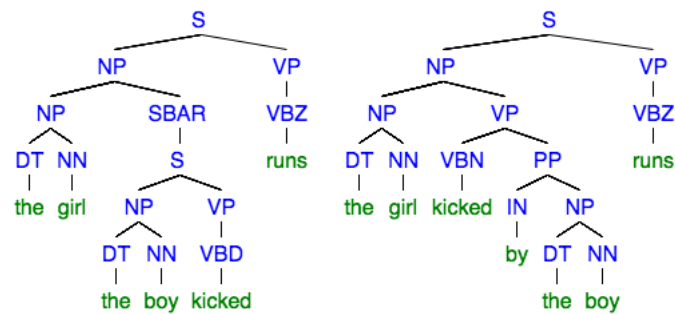 S S
NP VP NP VP
NP SBAR VBZ NP VP VBZ
DT NN S runs DT NN VBN PP runs
the girl NP VP the girl kicked IN NP
DT NN VBD by DT NN
the boy kicked the boy